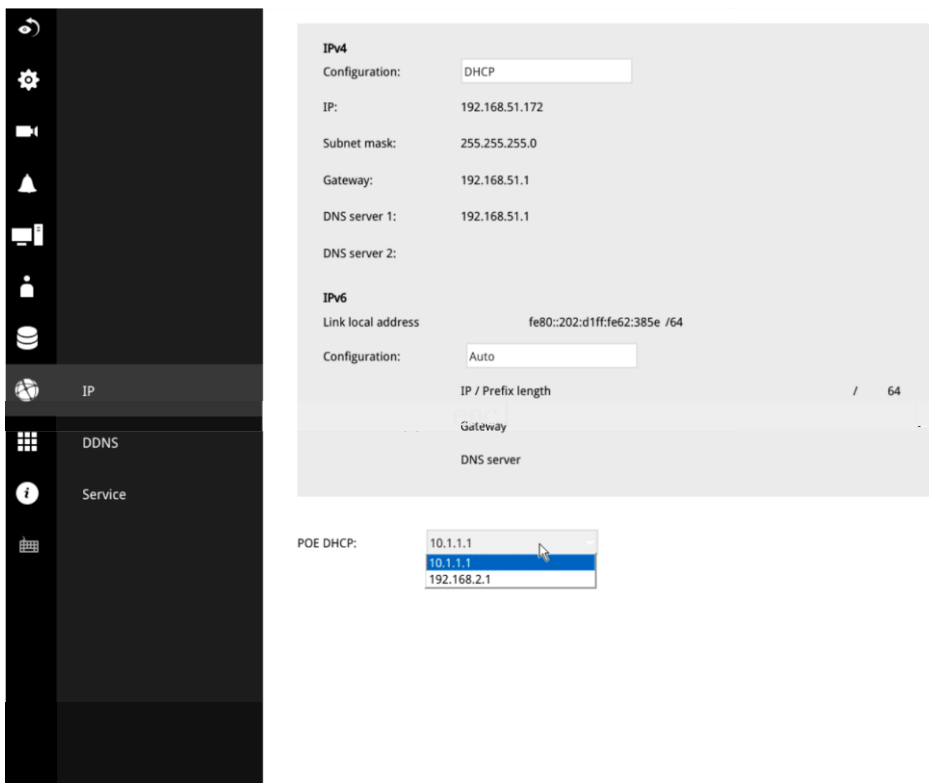 IPv4
Configuration: DHCP
IP: 192.168.51.172
Subnet mask: 255.255.255.0
Gateway: 192.168.51.1
DNS server 1: 192.168.51.1
DNS server 2:
IPv6
Link local address fe80::202:d1ff:fe62:385e /64
Configuration: Auto
IP IP / Prefix length / 64
Gateway
DDNS
DNS server
Service
POE DHCP: 10.1.1.1
10.1.1.1
192.168.2.1